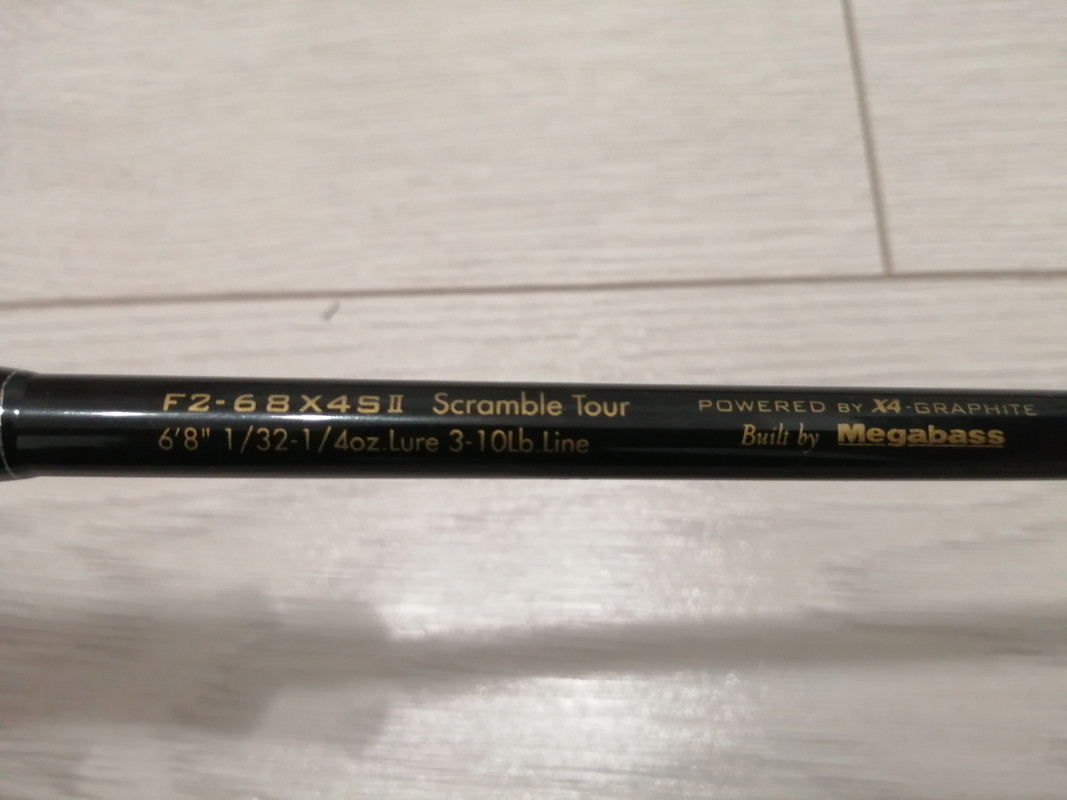 F2-68X4SⅡ Scramble Tour
6'8" 1/32-1/4oz.Lure 3-10Lb.Line
POWERED BY X4-GRAPHITE
Built by Megabass